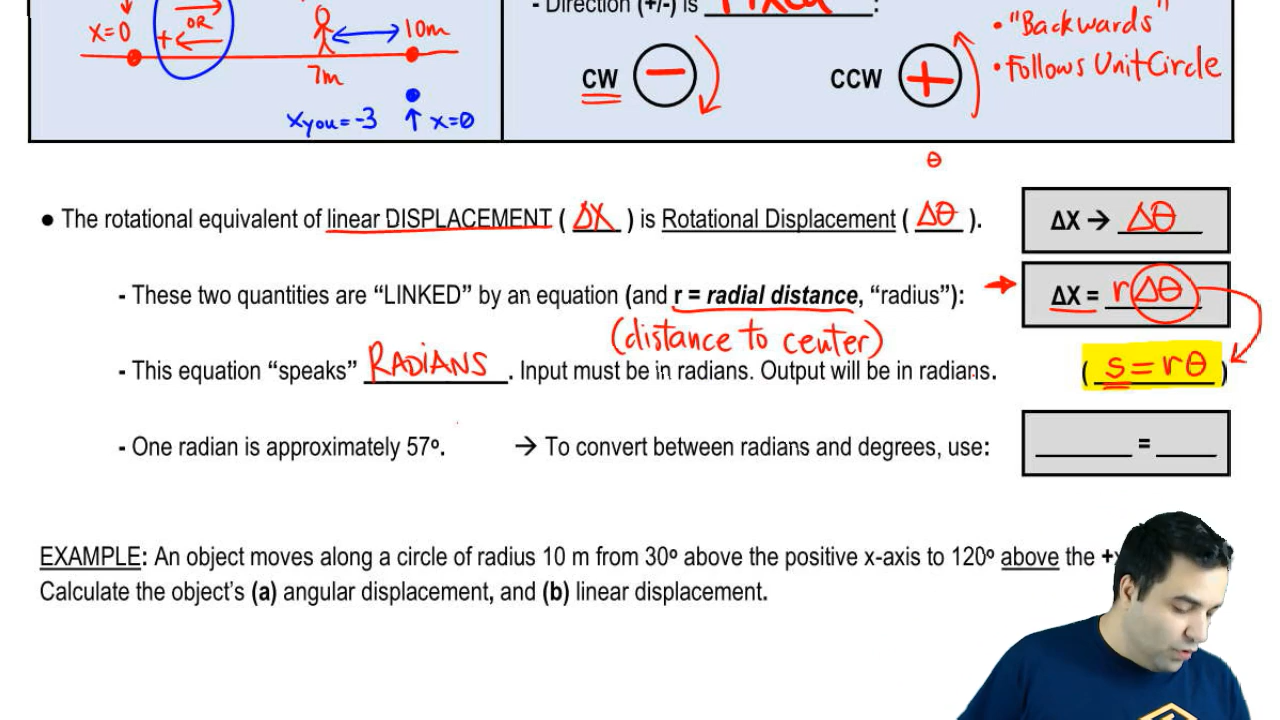 - Direction (+/-) is Fixed :
x=0 + OR 10m
7m
xyou=-3 ↑ x=0
CW −
CCW +
• "Backwards"
• Follows Unit Circle
θ
● The rotational equivalent of linear DISPLACEMENT ( ΔX ) is Rotational Displacement ( Δθ ).
ΔX → Δθ
- These two quantities are “LINKED” by an equation (and r = radial distance, “radius”):
ΔX = rΔθ
(distance to center)
- This equation “speaks” RADIANS. Input must be in radians. Output will be in radians.
( s = rθ )
- One radian is approximately 57º. → To convert between radians and degrees, use:
______ = ____
EXAMPLE: An object moves along a circle of radius 10 m from 30º above the positive x-axis to 120º above the +x
Calculate the object’s (a) angular displacement, and (b) linear displacement.